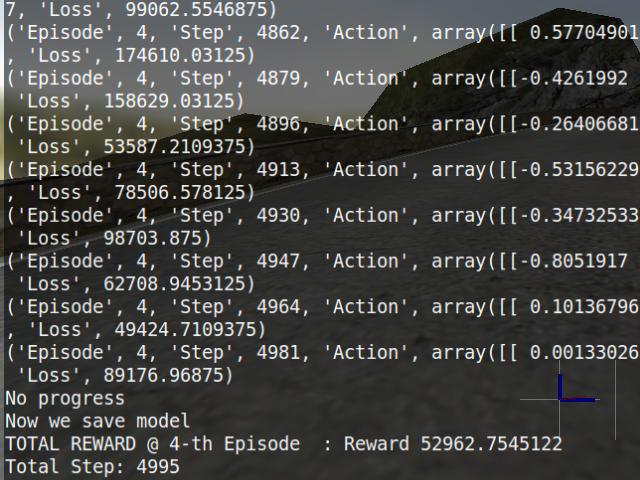 7, 'Loss', 99062.5546875)
('Episode', 4, 'Step', 4862, 'Action', array([[ 0.57704901
, 'Loss', 174610.03125)
('Episode', 4, 'Step', 4879, 'Action', array([[-0.4261992
 'Loss', 158629.03125)
('Episode', 4, 'Step', 4896, 'Action', array([[-0.26406681
 'Loss', 53587.2109375)
('Episode', 4, 'Step', 4913, 'Action', array([[-0.53156229
, 'Loss', 78506.578125)
('Episode', 4, 'Step', 4930, 'Action', array([[-0.34732533
 'Loss', 98703.875)
('Episode', 4, 'Step', 4947, 'Action', array([[-0.8051917
 'Loss', 62708.9453125)
('Episode', 4, 'Step', 4964, 'Action', array([[ 0.10136796
, 'Loss', 49424.7109375)
('Episode', 4, 'Step', 4981, 'Action', array([[ 0.00133026
 'Loss', 89176.96875)
No progress
Now we save model
TOTAL REWARD @ 4-th Episode  : Reward 52962.7545122
Total Step: 4995